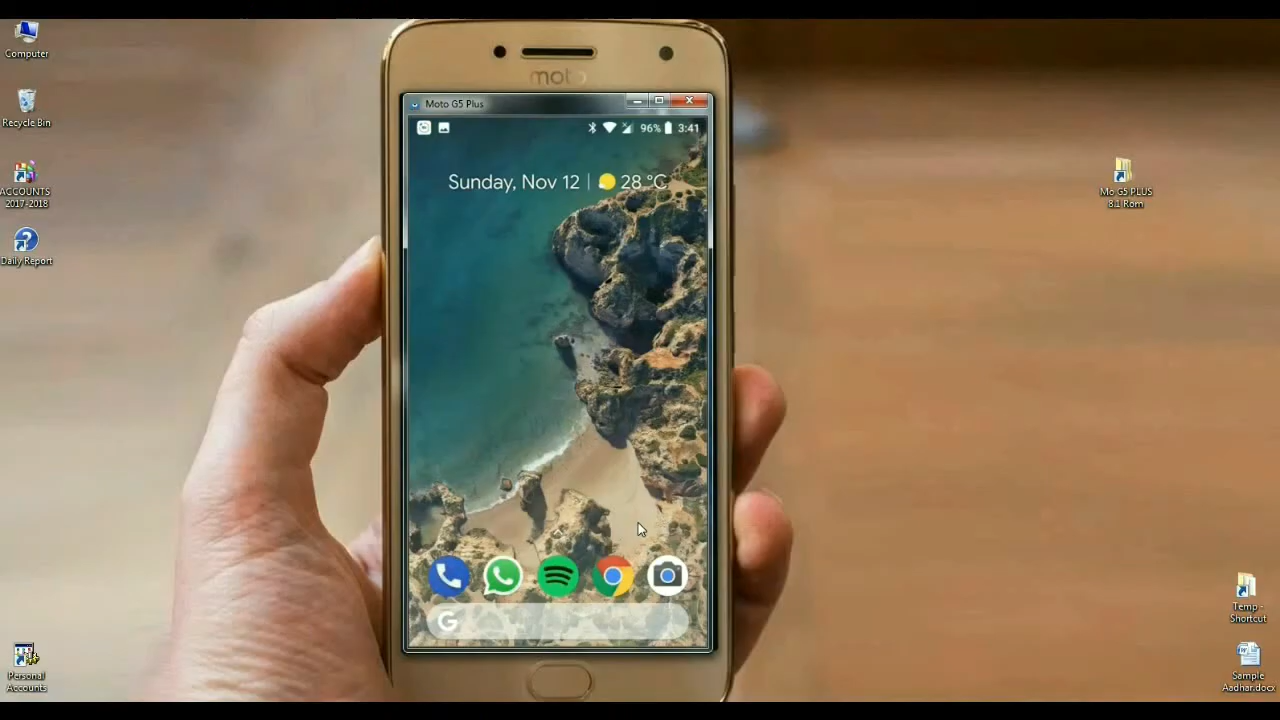 Computer
Recycle Bin
ACCOUNTS
2017-2018
Daily Report
Personal
Accounts
moto
Moto G5 Plus
96% 3:41
Sunday, Nov 12 | 28 °C
G
Mo G5 PLUS
8.1 Rom
Temp -
Shortcut
Sample
Aadhar.docx